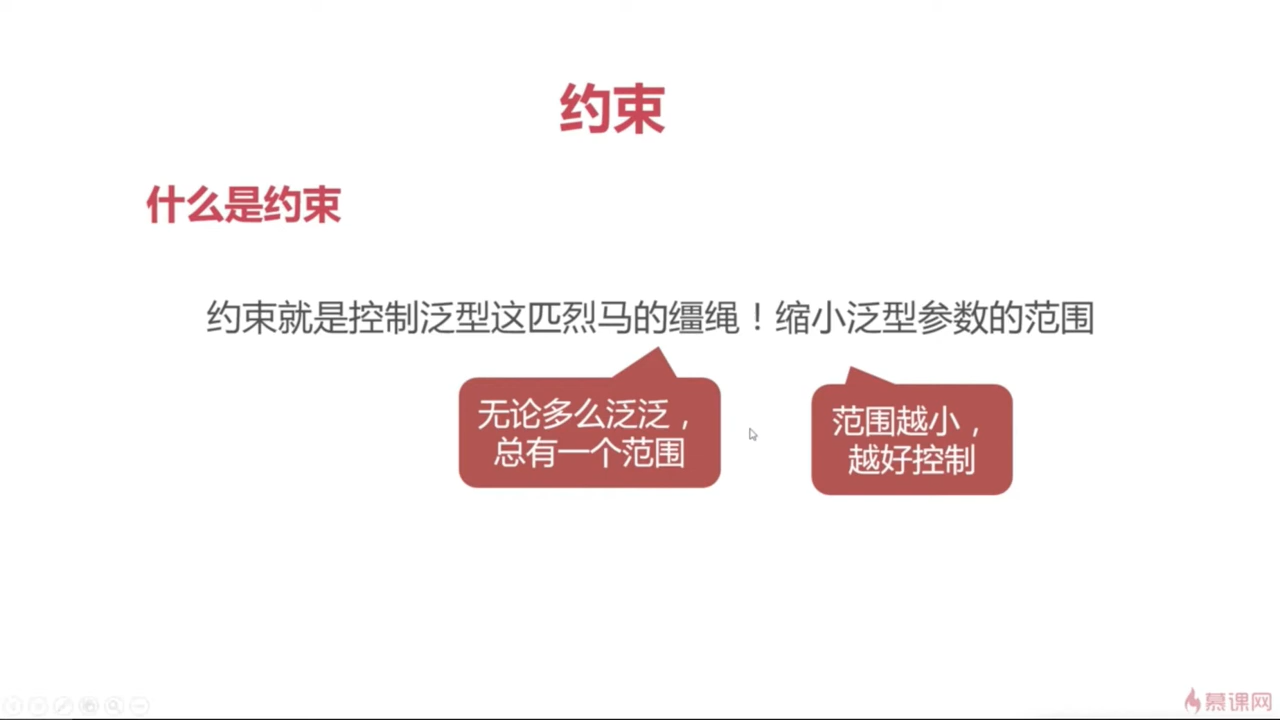 约束
什么是约束
约束就是控制泛型这匹烈马的缰绳！缩小泛型参数的范围
无论多么泛泛，
总有一个范围
范围越小，
越好控制
慕课网